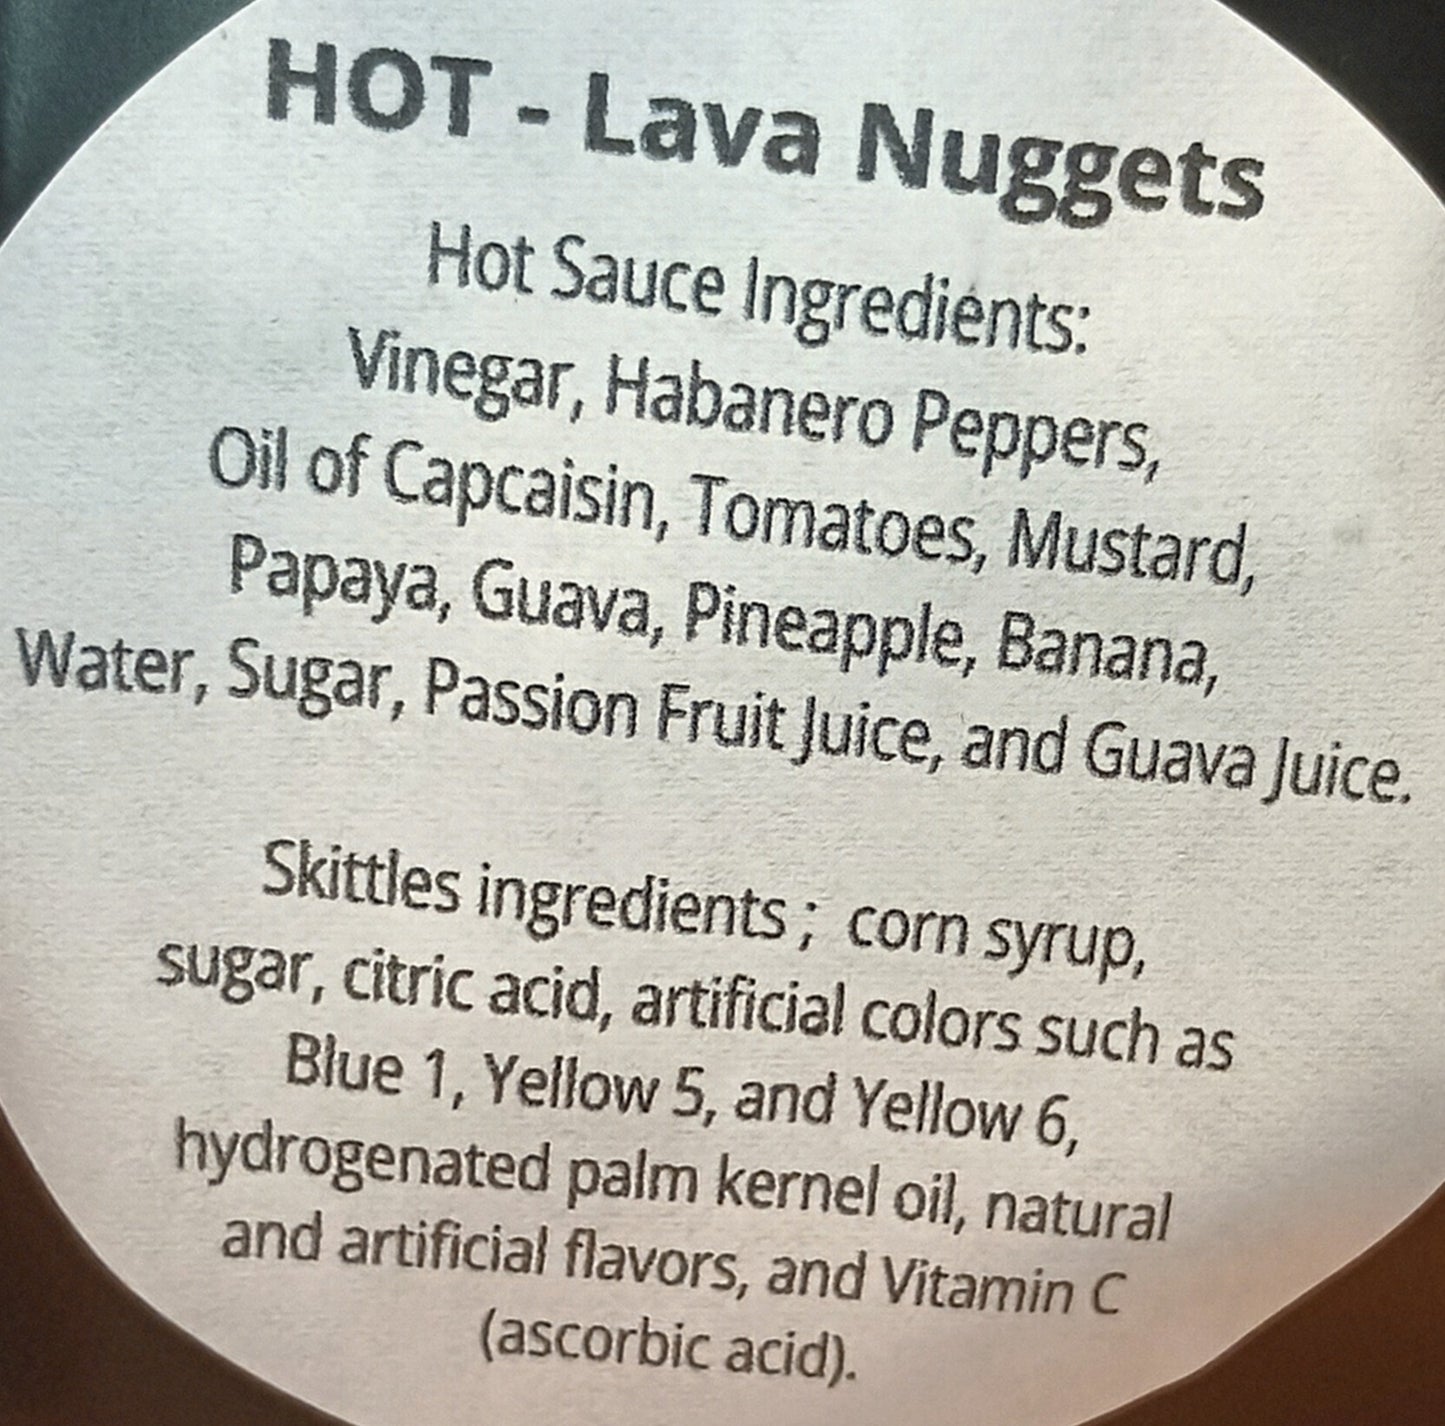 HOT - Lava Nuggets
Hot Sauce Ingredients:
Vinegar, Habanero Peppers,
Oil of Capcaisin, Tomatoes, Mustard,
Papaya, Guava, Pineapple, Banana,
Water, Sugar, Passion Fruit Juice, and Guava Juice.
Skittles ingredients ; corn syrup,
sugar, citric acid, artificial colors such as
Blue 1, Yellow 5, and Yellow 6,
hydrogenated palm kernel oil, natural
and artificial flavors, and Vitamin C
(ascorbic acid).